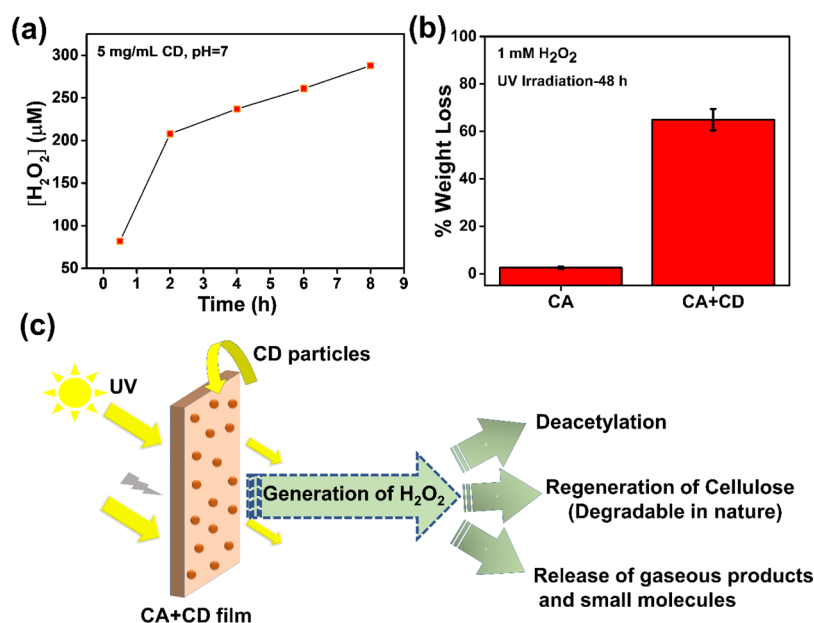 (a)
5 mg/mL CD, pH=7
[H₂O₂] (μM)
300
250
200
150
100
50
0 1 2 3 4 5 6 7 8 9
Time (h)
(b)
1 mM H₂O₂
UV Irradiation-48 h
% Weight Loss
100
80
60
40
20
0
CA CA+CD
(c)
UV
CD particles
Generation of H₂O₂
Deacetylation
Regeneration of Cellulose
(Degradable in nature)
Release of gaseous products
and small molecules
CA+CD film